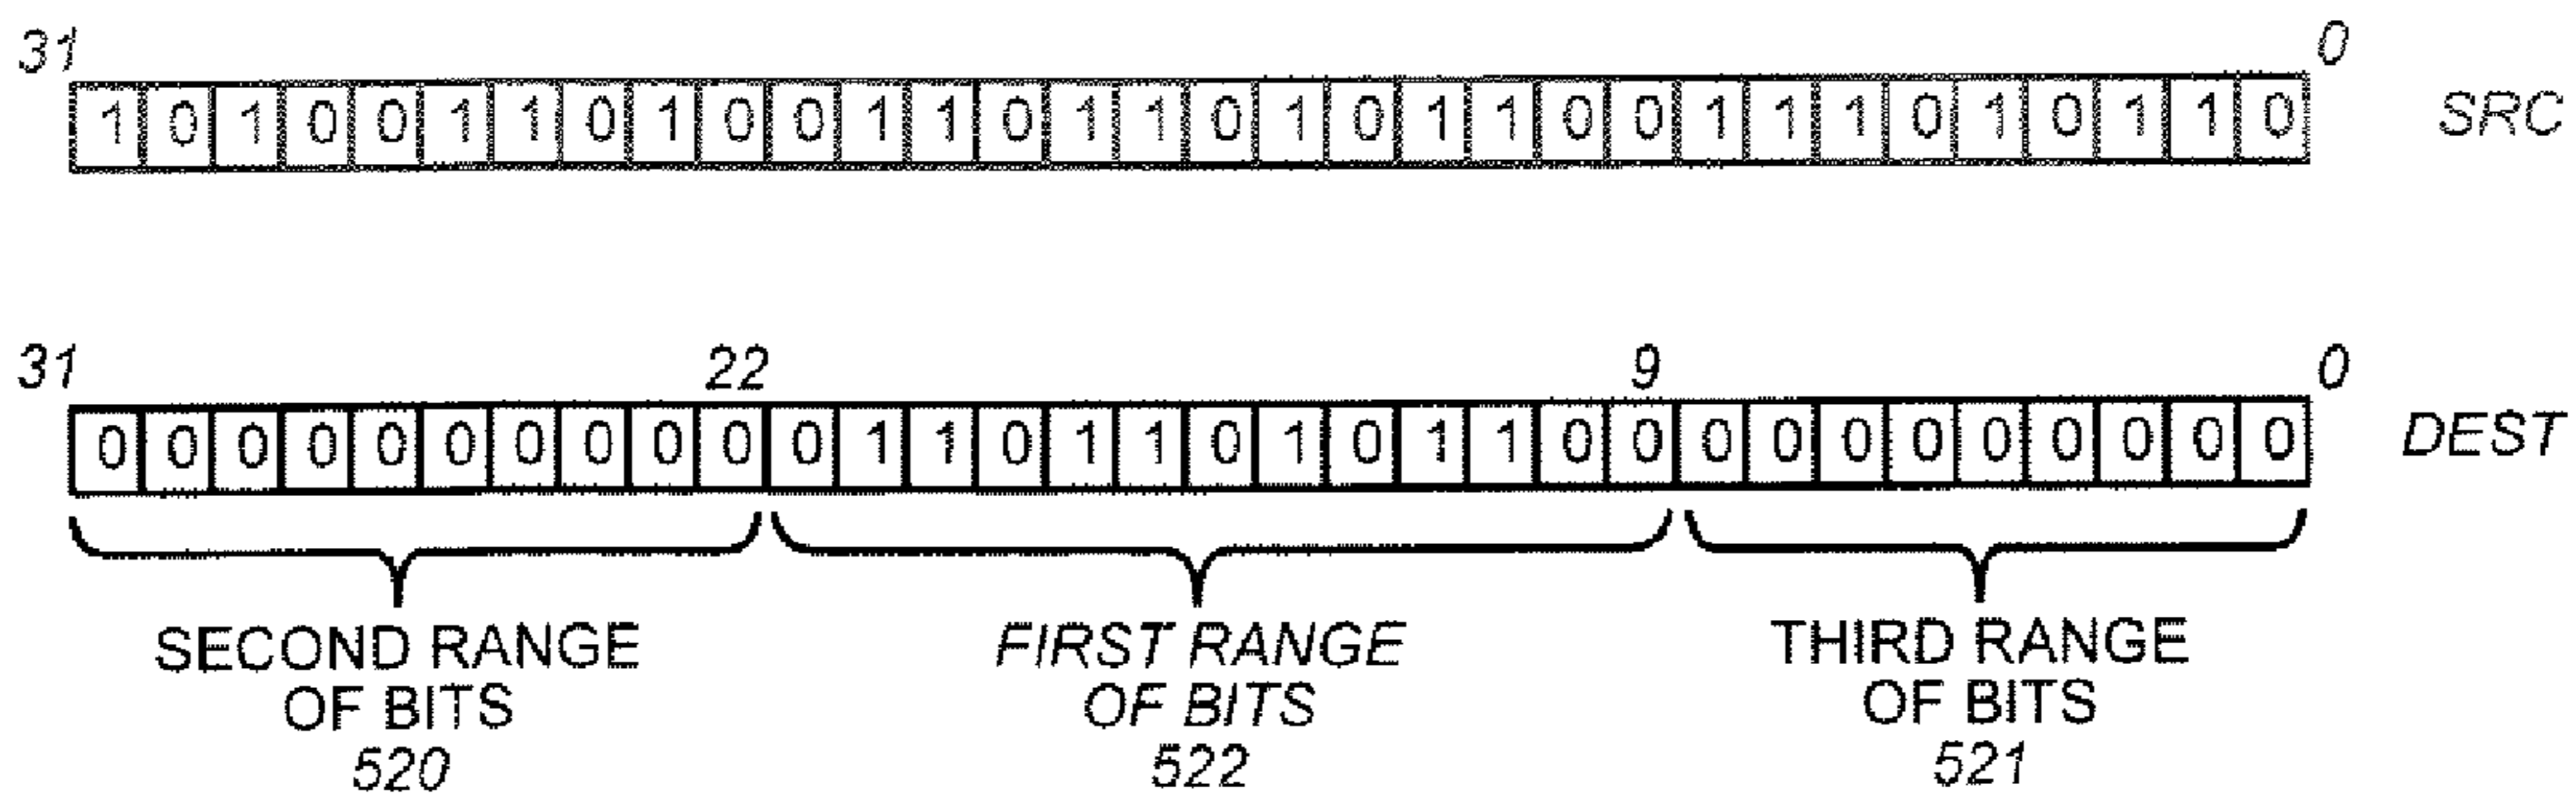 31 0
1 0 1 0 0 1 1 0 1 0 0 1 1 0 1 1 0 1 0 1 1 0 0 1 1 1 0 1 0 1 1 0 SRC
31 22 9 0
0 0 0 0 0 0 0 0 0 0 0 1 1 0 1 1 0 1 0 1 1 0 0 0 0 0 0 0 0 0 0 0 DEST
SECOND RANGE FIRST RANGE THIRD RANGE
OF BITS OF BITS OF BITS
520 522 521